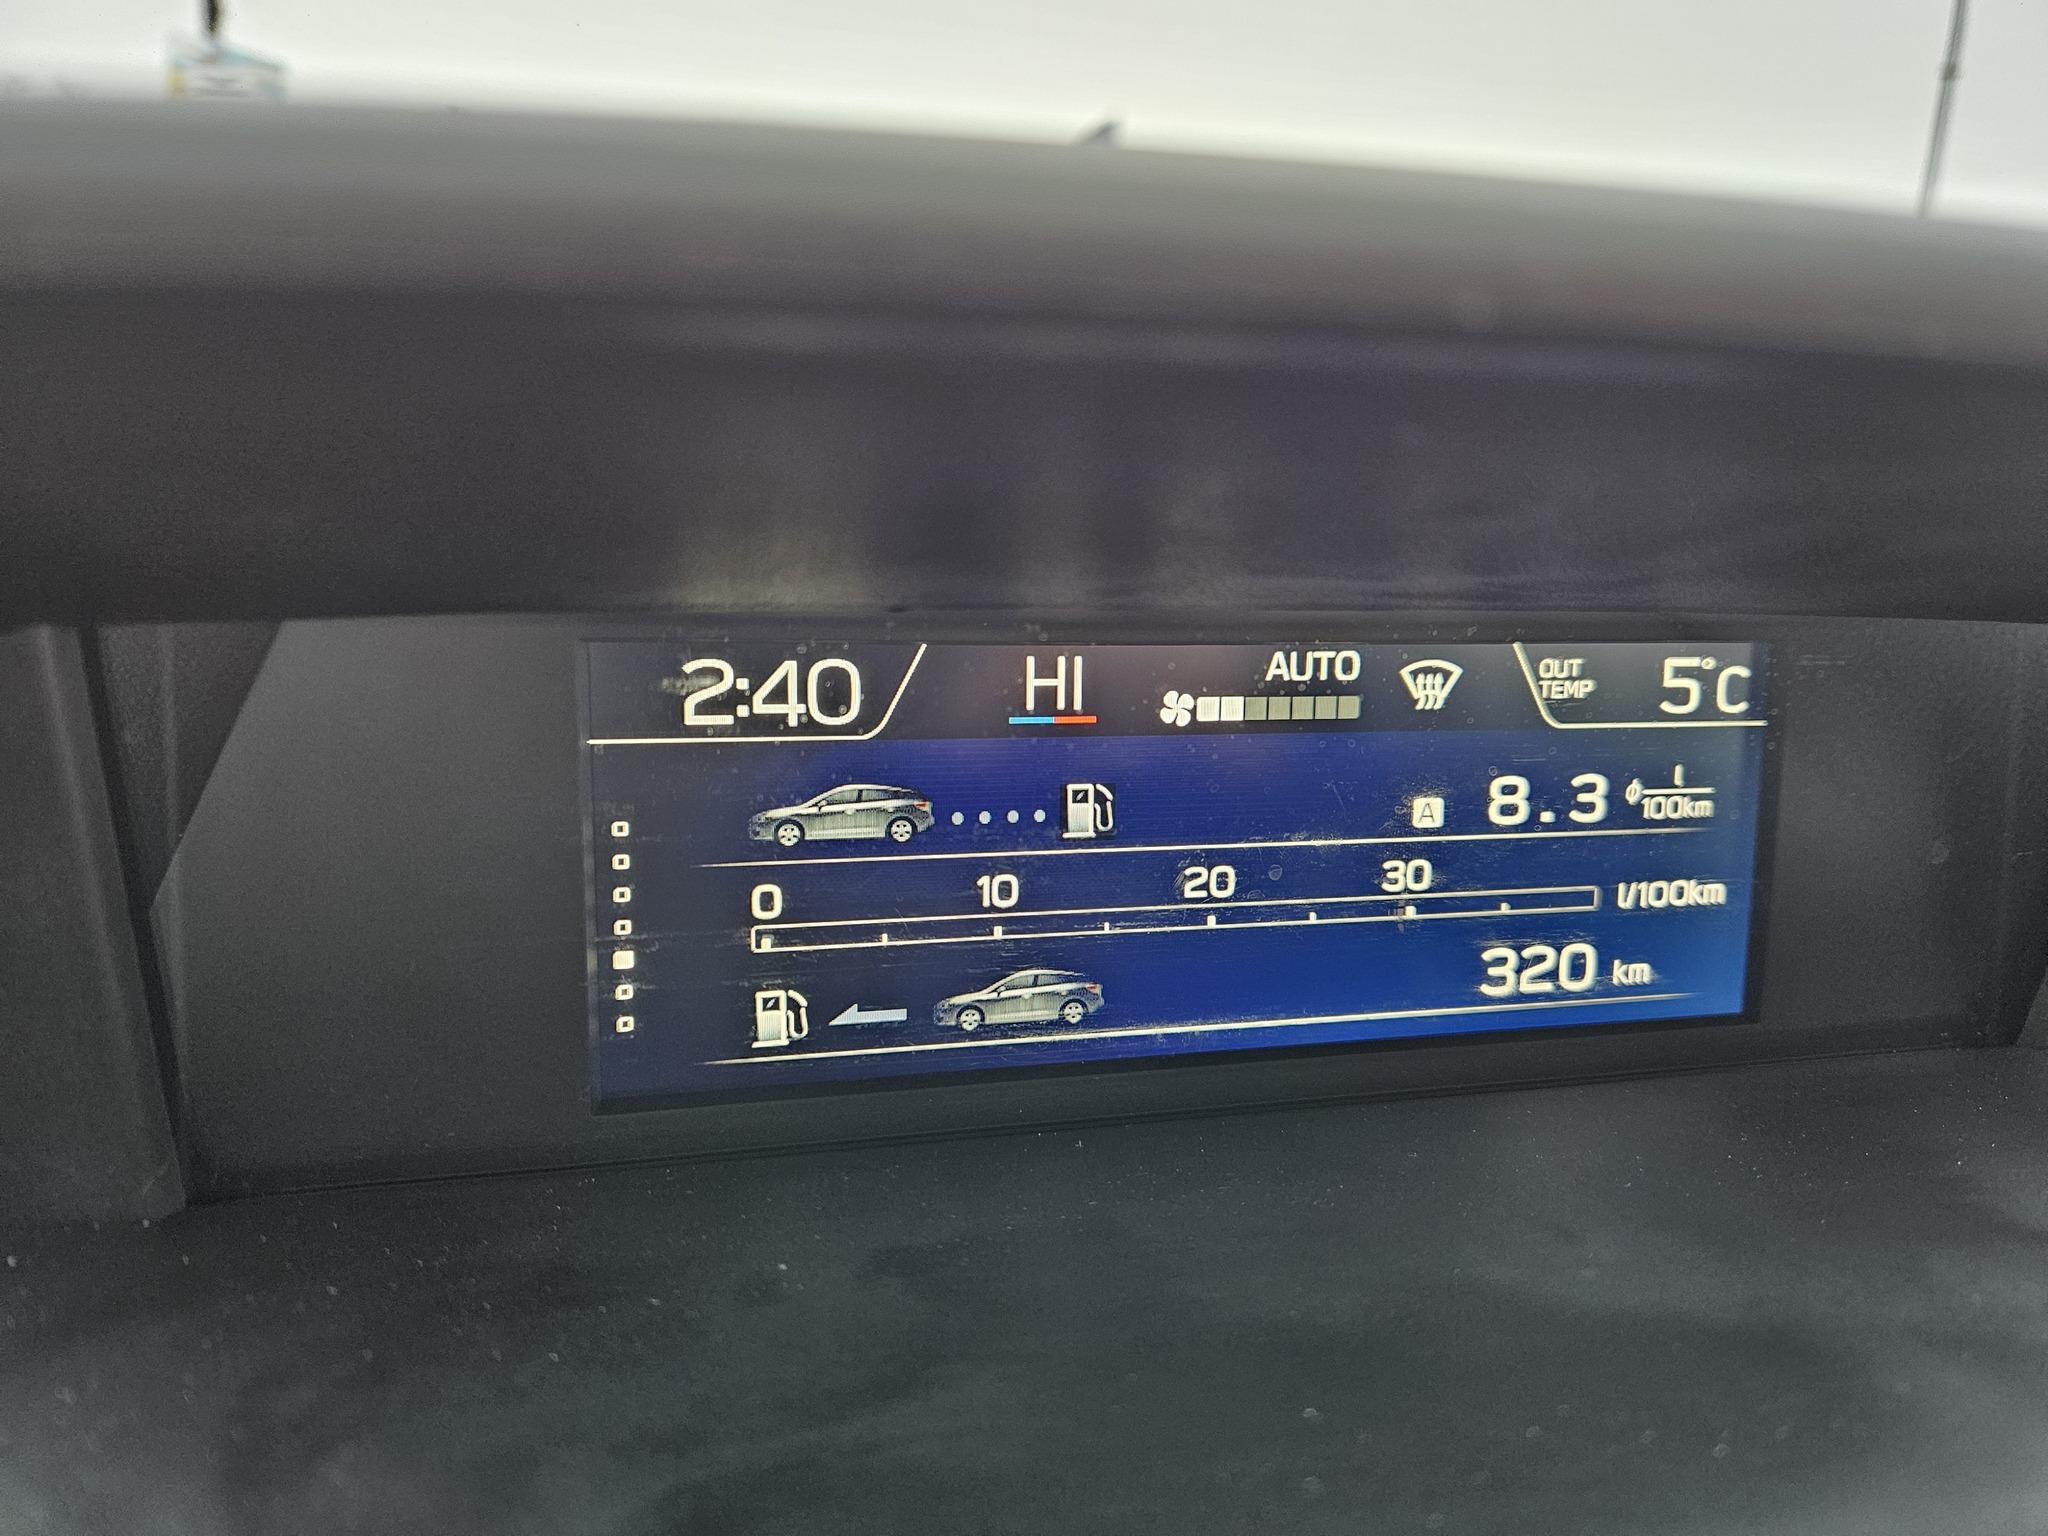 2:40 HI AUTO OUT TEMP 5°C
A 8.3 ϕ l/100km
0 10 20 30 l/100km
320 km